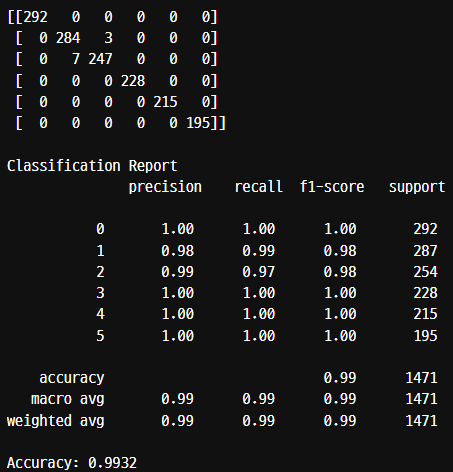 [[292   0   0   0   0   0]
 [  0 284   3   0   0   0]
 [  0   7 247   0   0   0]
 [  0   0   0 228   0   0]
 [  0   0   0   0 215   0]
 [  0   0   0   0   0 195]]

Classification Report
              precision    recall  f1-score   support

           0       1.00      1.00      1.00       292
           1       0.98      0.99      0.98       287
           2       0.99      0.97      0.98       254
           3       1.00      1.00      1.00       228
           4       1.00      1.00      1.00       215
           5       1.00      1.00      1.00       195

    accuracy                           0.99      1471
   macro avg       0.99      0.99      0.99      1471
weighted avg       0.99      0.99      0.99      1471

Accuracy: 0.9932